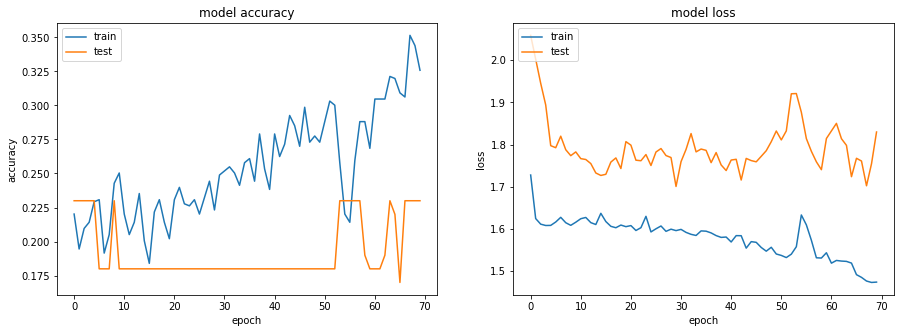 model accuracy
train
test
0.350
0.325
0.300
0.275
0.250
0.225
0.200
0.175
accuracy
0 10 20 30 40 50 60 70
epoch
model loss
train
test
2.0
1.9
1.8
1.7
1.6
1.5
loss
0 10 20 30 40 50 60 70
epoch